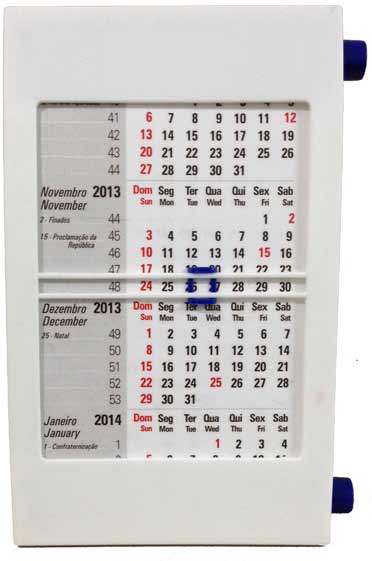 41 6 7 8 9 10 11 12
42 13 14 15 16 17 18 19
43 20 21 22 23 24 25 26
44 27 28 29 30 31
Novembro 2013 Dom Seg Ter Qua Qui Sex Sab
November Sun Mon Tue Wed Thu Fri Sat
2 - Finados 44 1 2
15 - Proclamação da 45 3 4 5 6 7 8 9
República
46 10 11 12 13 14 15 16
47 17 18 19 20 21 22 23
48 24 25 26 27 28 29 30
Dezembro 2013 Dom Seg Ter Qua Qui Sex Sab
December Sun Mon Tue Wed Thu Fri Sat
25 - Natal 49 1 2 3 4 5 6 7
50 8 9 10 11 12 13 14
51 15 16 17 18 19 20 21
52 22 23 24 25 26 27 28
53 29 30 31
Janeiro 2014 Dom Seg Ter Qua Qui Sex Sab
January Sun Mon Tue Wed Thu Fri Sat
1 - Confraternização 1 1 2 3 4